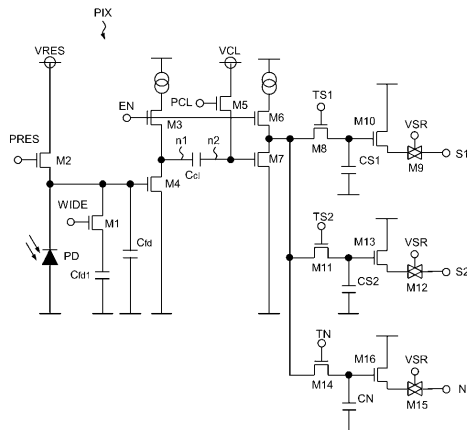 PIX
VRES
VCL
TS1
EN
PCL
M5
M6
M10
VSR
M3
S1
PRES
n1
n2
M8
M9
M2
Ccl
M7
CS1
M4
WIDE
TS2
M13
VSR
M1
Cfd
S2
PD
M11
M12
Cfd1
CS2
TN
M16
VSR
N
M14
M15
CN